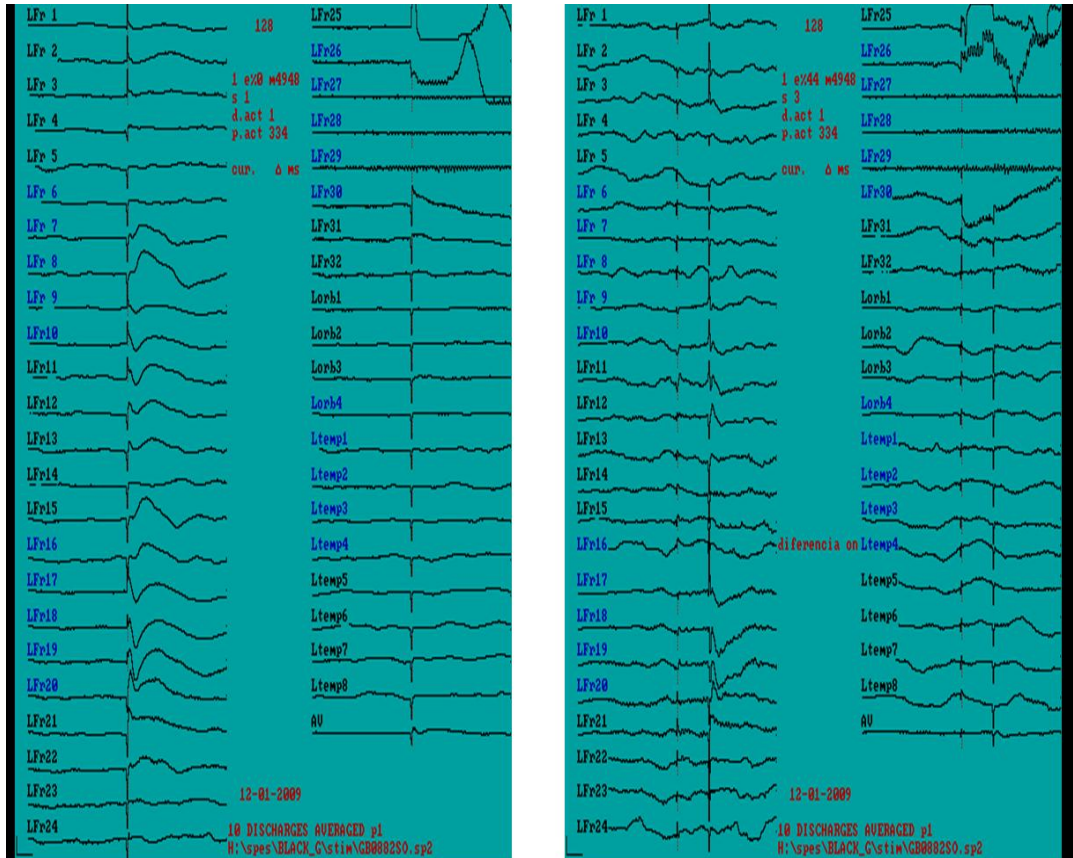 LFr 1
LFr 2
LFr 3
LFr 4
LFr 5
LFr 6
LFr 7
LFr 8
LFr 9
LFr10
LFr11
LFr12
LFr13
LFr14
LFr15
LFr16
LFr17
LFr18
LFr19
LFr20
LFr21
LFr22
LFr23
LFr24
128
1 e%0 m4948
s 1
d.act 1
p.act 334
cur. Δ ms
12-01-2009
10 DISCHARGES AVERAGED p1
H:\spes\BLACK_G\stim\GB0882SO.sp2
LFr25
LFr26
LFr27
LFr28
LFr29
LFr30
LFr31
LFr32
Lorb1
Lorb2
Lorb3
Lorb4
Ltemp1
Ltemp2
Ltemp3
Ltemp4
Ltemp5
Ltemp6
Ltemp7
Ltemp8
AV
LFr 1
LFr 2
LFr 3
LFr 4
LFr 5
LFr 6
LFr 7
LFr 8
LFr 9
LFr10
LFr11
LFr12
LFr13
LFr14
LFr15
LFr16
LFr17
LFr18
LFr19
LFr20
LFr21
LFr22
LFr23
LFr24
128
1 e%44 m4948
s 3
d.act 1
p.act 334
cur. Δ ms
diferencia on
12-01-2009
10 DISCHARGES AVERAGED p1
H:\spes\BLACK_G\stim\GB0882SO.sp2
LFr25
LFr26
LFr27
LFr28
LFr29
LFr30
LFr31
LFr32
Lorb1
Lorb2
Lorb3
Lorb4
Ltemp1
Ltemp2
Ltemp3
Ltemp4
Ltemp5
Ltemp6
Ltemp7
Ltemp8
AV